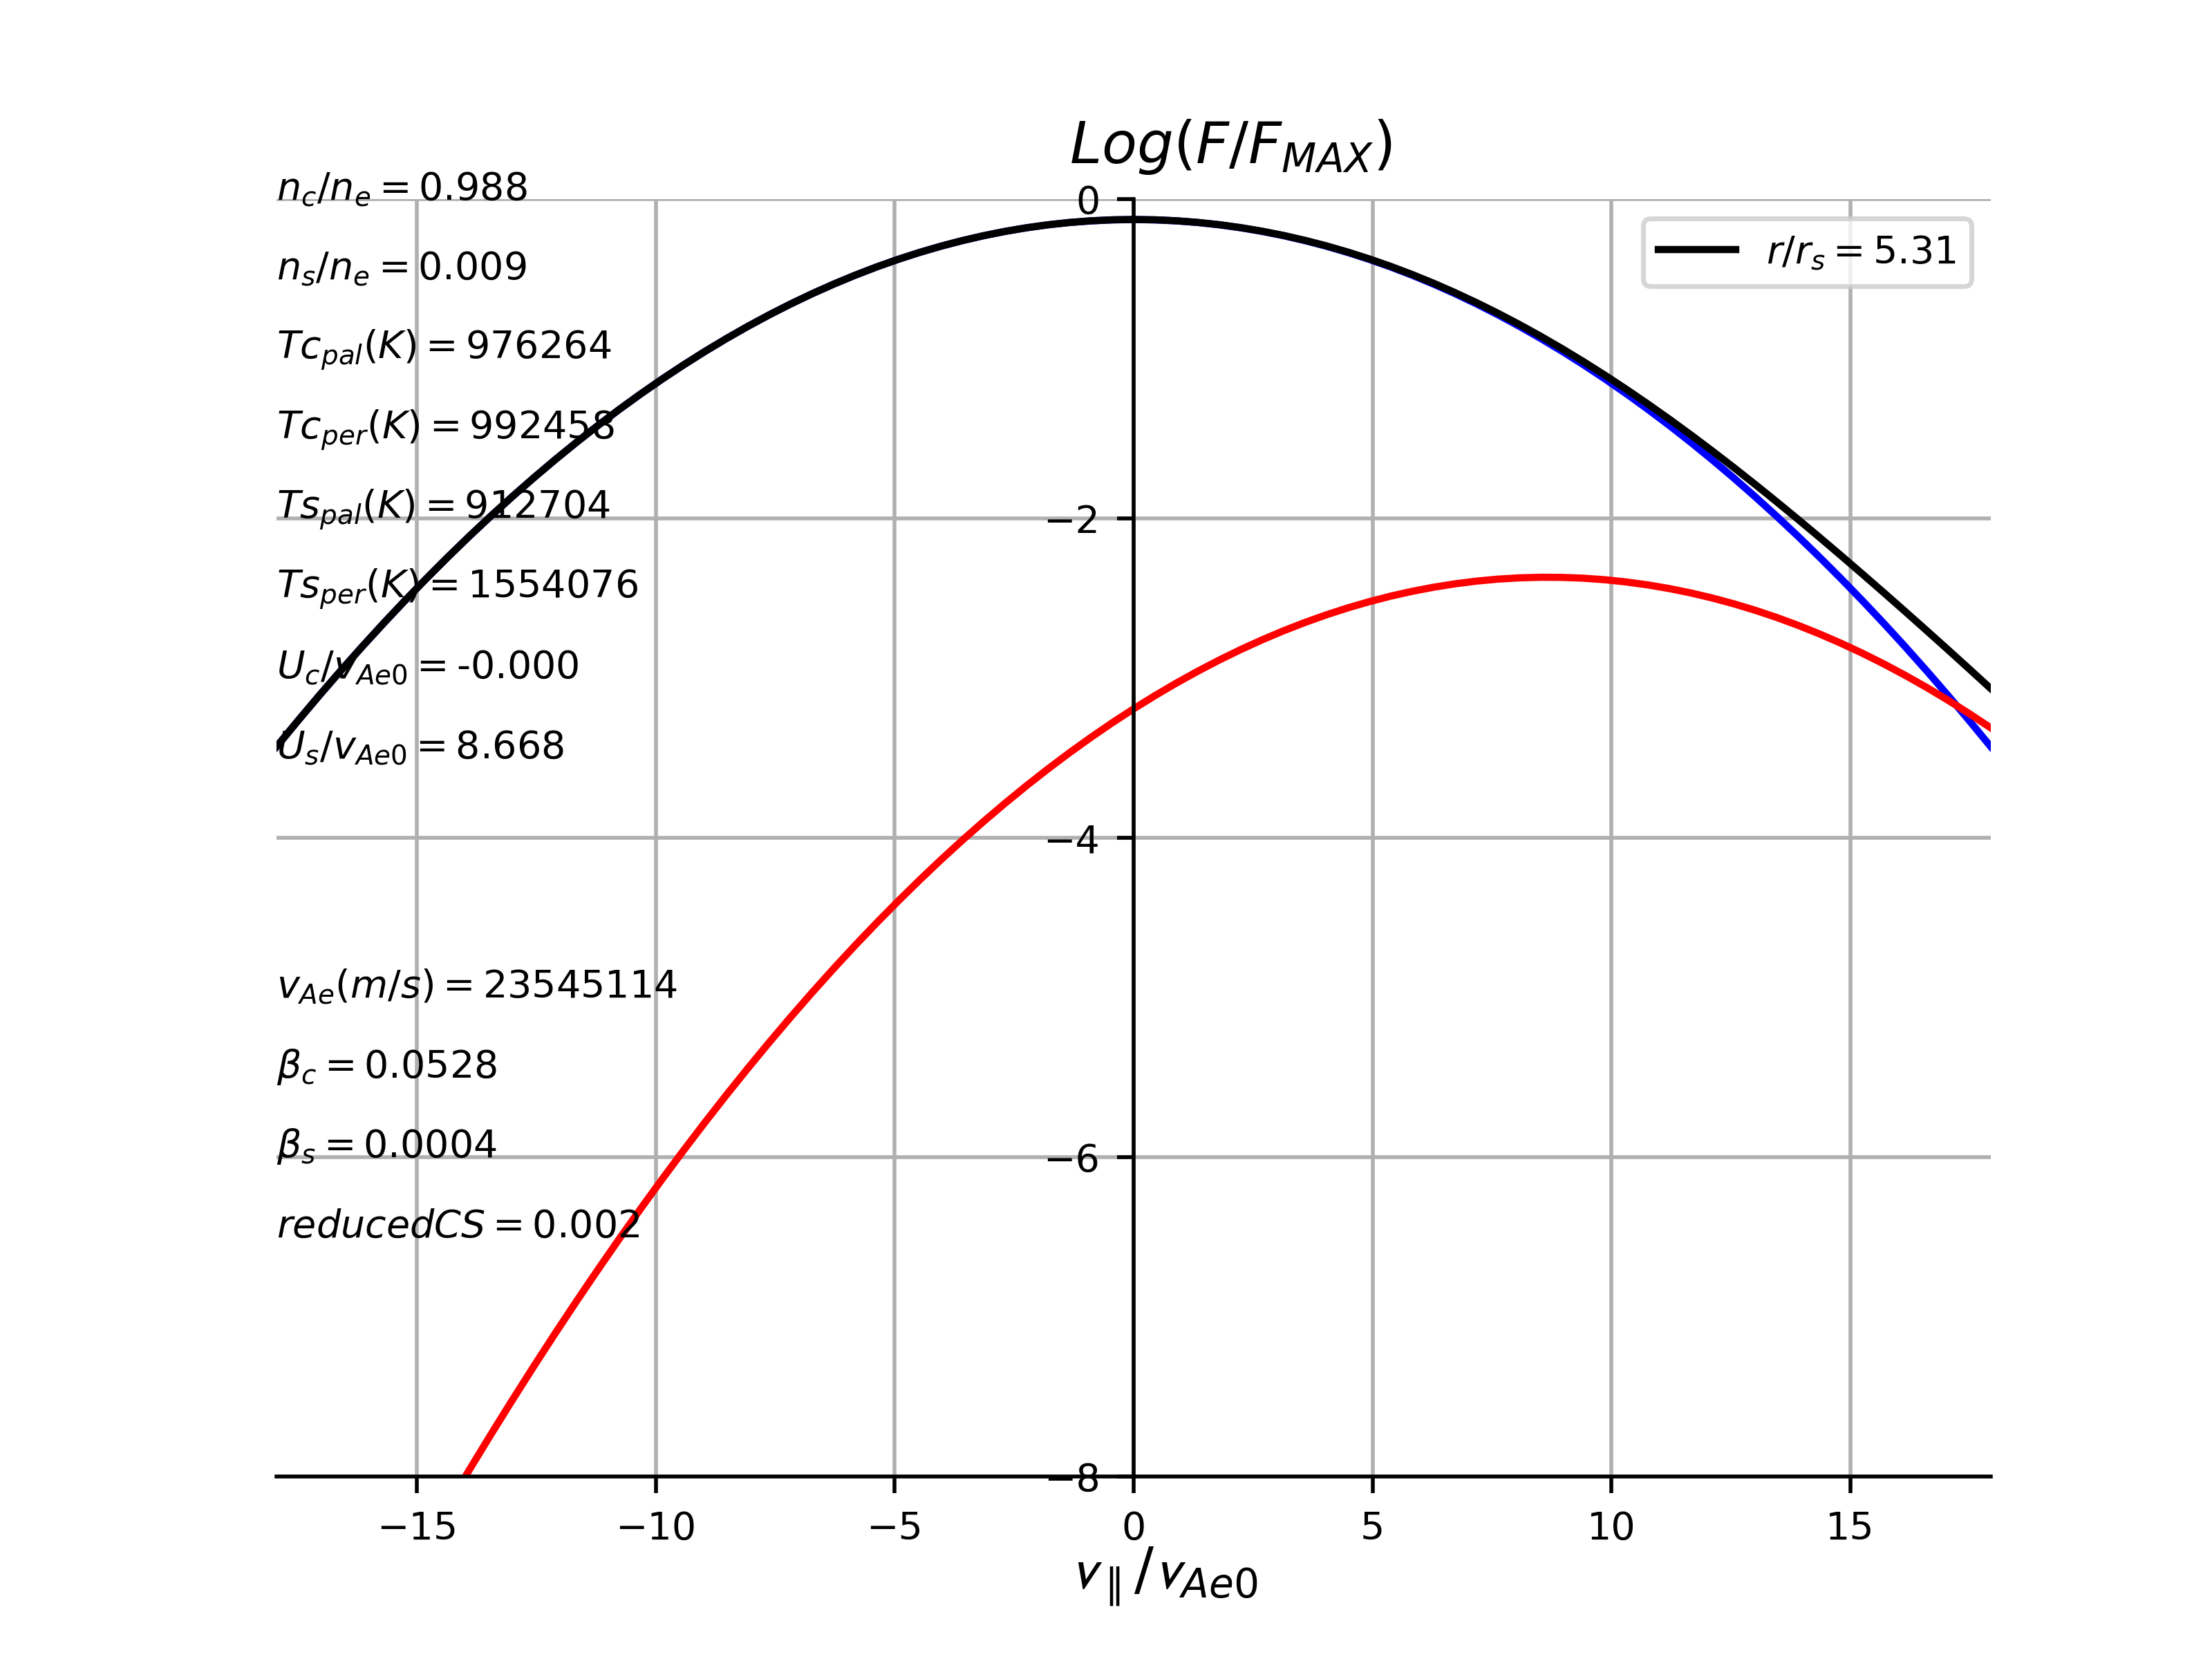 Log(F/F_MAX)
n_c/n_e = 0.988
n_s/n_e = 0.009
Tc_pal(K) = 976264
Tc_per(K) = 992458
Ts_pal(K) = 912704
Ts_per(K) = 1554076
U_c/v_Ae0 = -0.000
U_s/v_Ae0 = 8.668
v_Ae(m/s) = 23545114
β_c = 0.0528
β_s = 0.0004
reducedCS = 0.002
r/r_s = 5.31
0
−2
−4
−6
−8
−15 −10 −5 0 5 10 15
v_∥/v_Ae0